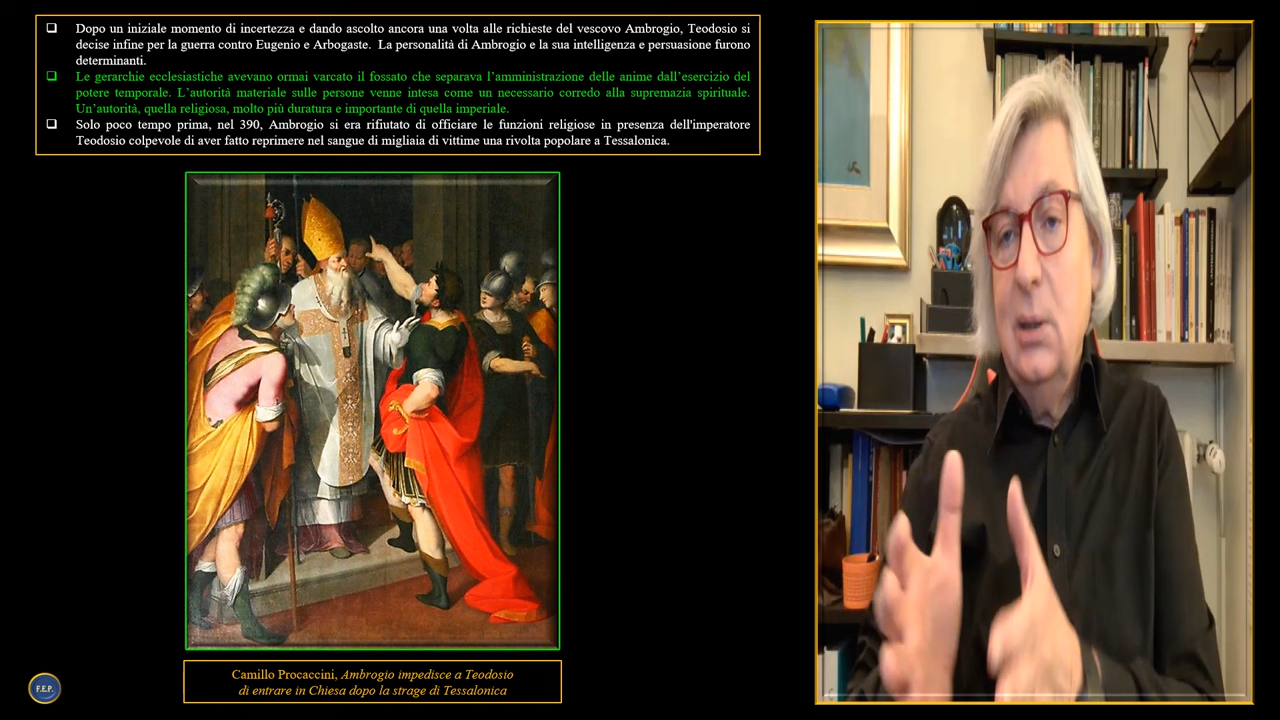 Dopo un iniziale momento di incertezza e dando ascolto ancora una volta alle richieste del vescovo Ambrogio, Teodosio si
decise infine per la guerra contro Eugenio e Arbogaste. La personalità di Ambrogio e la sua intelligenza e persuasione furono
determinanti.
Le gerarchie ecclesiastiche avevano ormai varcato il fossato che separava l’amministrazione delle anime dall’esercizio del
potere temporale. L’autorità materiale sulle persone venne intesa come un necessario corredo alla supremazia spirituale.
Un’autorità, quella religiosa, molto più duratura e importante di quella imperiale.
Solo poco tempo prima, nel 390, Ambrogio si era rifiutato di officiare le funzioni religiose in presenza dell'imperatore
Teodosio colpevole di aver fatto reprimere nel sangue di migliaia di vittime una rivolta popolare a Tessalonica.
Camillo Procaccini, Ambrogio impedisce a Teodosio
di entrare in Chiesa dopo la strage di Tessalonica
F.E.P.